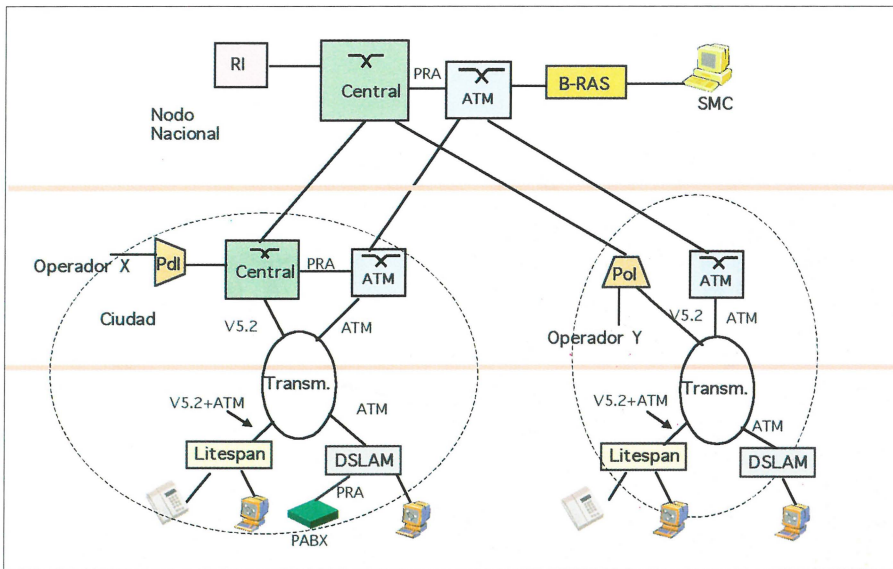 RI
Central
PRA
ATM
B-RAS
SMC
Nodo
Nacional
Operador X
PdI
Central
PRA
ATM
Ciudad
V5.2
ATM
Transm.
V5.2+ATM
ATM
Litespan
DSLAM
PRA
PABX
PoI
ATM
V5.2
ATM
Operador Y
Transm.
V5.2+ATM
ATM
Litespan
DSLAM